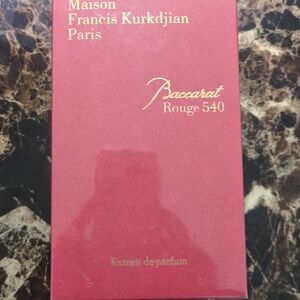 Maison
Francis Kurkdjian
Paris
Baccarat
Rouge 540
Extrait de parfum